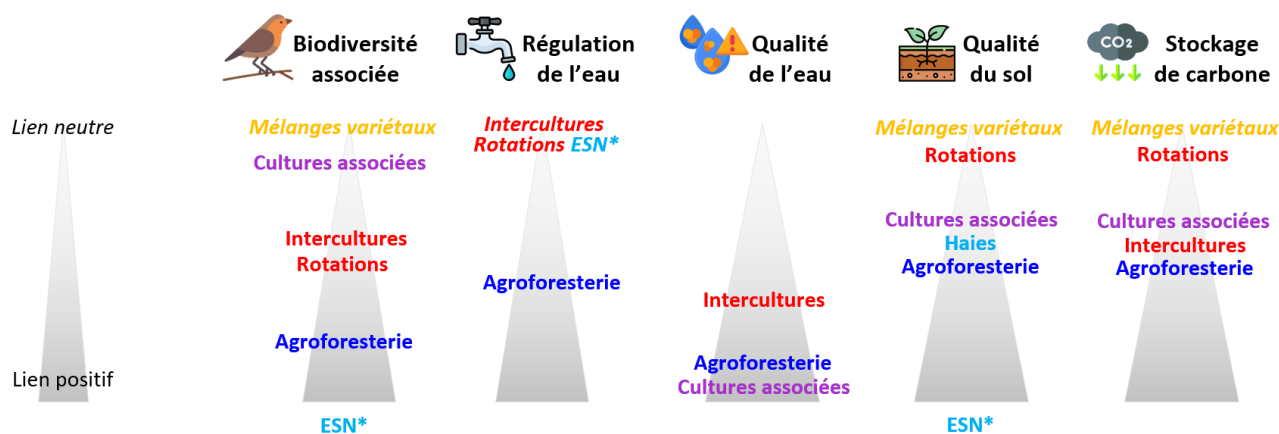 Biodiversité
associée
Régulation
de l'eau
Qualité
de l'eau
Qualité
du sol
CO2
Stockage
de carbone
Lien neutre
Lien positif
Mélanges variétaux
Cultures associées
Intercultures
Rotations
Agroforesterie
ESN*
Intercultures
Rotations ESN*
Agroforesterie
Intercultures
Agroforesterie
Cultures associées
Mélanges variétaux
Rotations
Cultures associées
Haies
Agroforesterie
ESN*
Mélanges variétaux
Rotations
Cultures associées
Intercultures
Agroforesterie